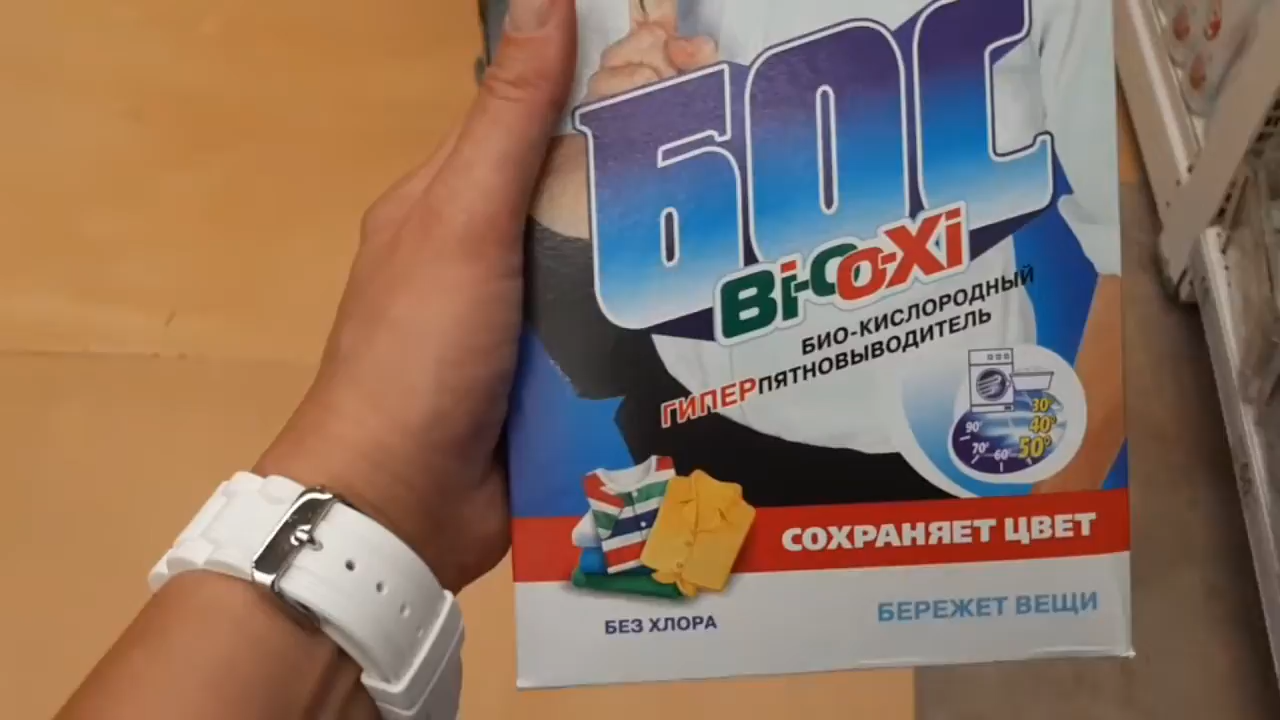 БОС
Bi-O-o-Xi
БИО-КИСЛОРОДНЫЙ
ГИПЕРПЯТНОВЫВОДИТЕЛЬ
30°
40°
50°
60°
70°
90°
СОХРАНЯЕТ ЦВЕТ
БЕЗ ХЛОРА
БЕРЕЖЕТ ВЕЩИ